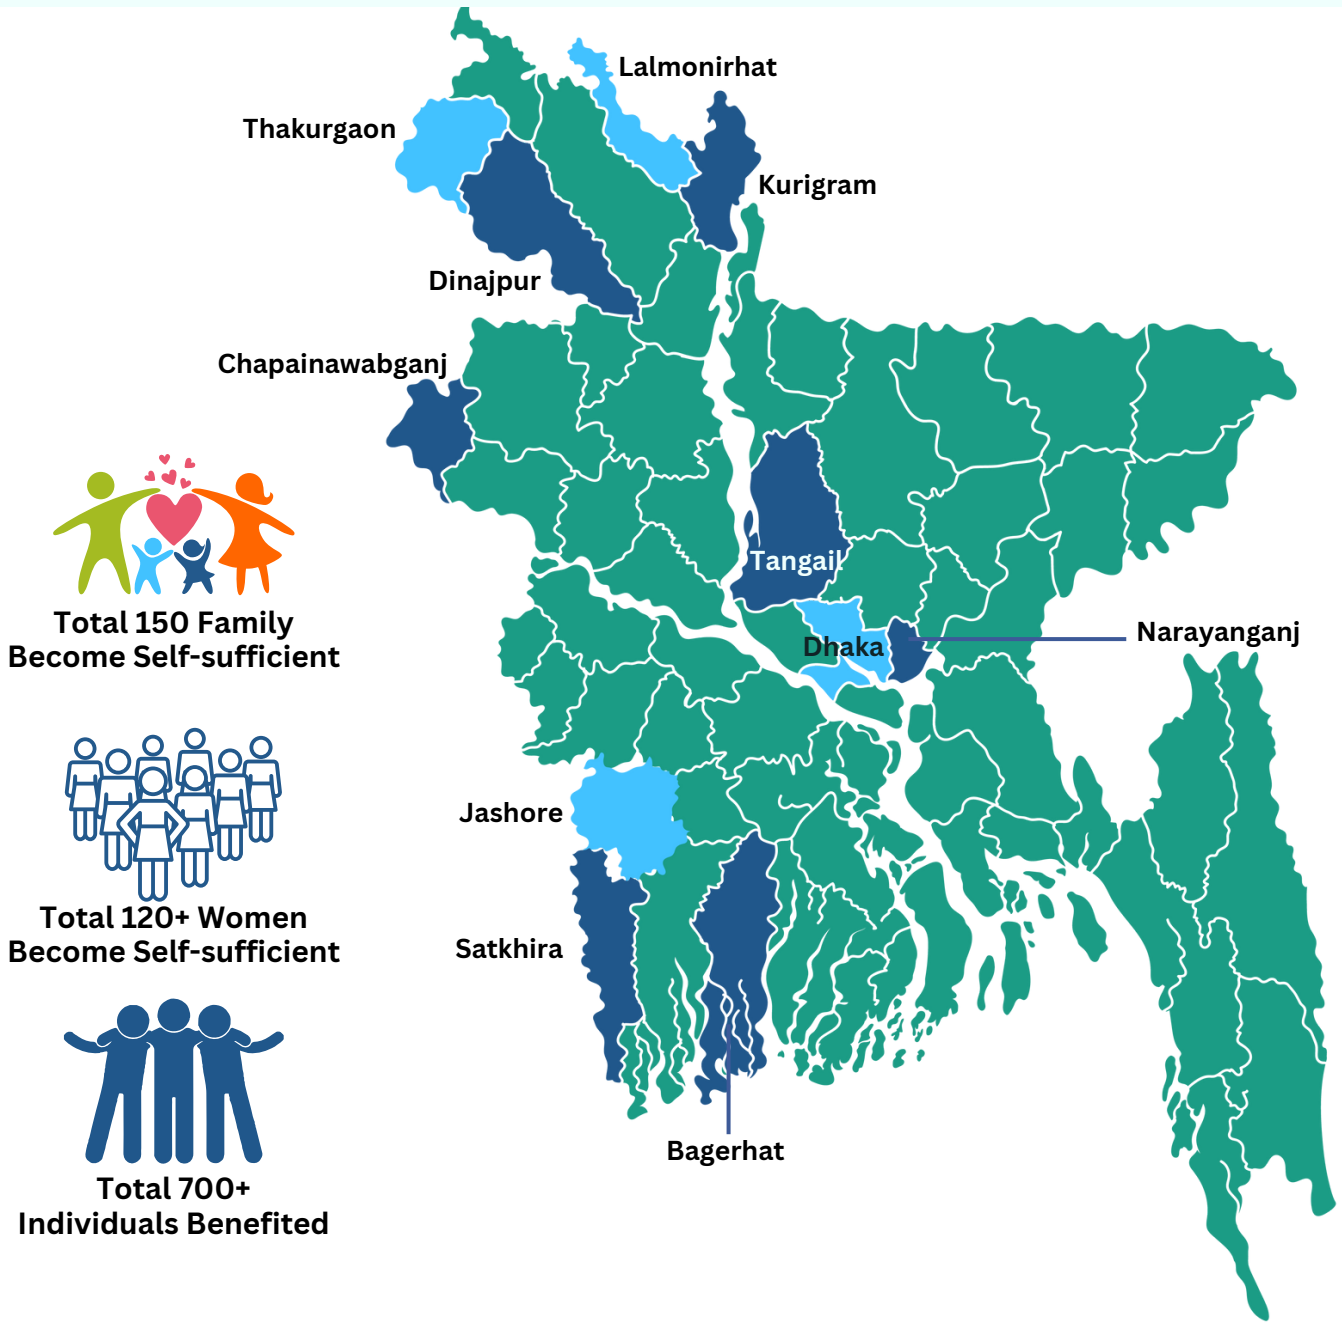 Lalmonirhat
Thakurgaon
Kurigram
Dinajpur
Chapainawabganj
Tangail
Total 150 Family
Become Self-sufficient
Narayanganj
Dhaka
Jashore
Total 120+ Women
Become Self-sufficient
Satkhira
Bagerhat
Total 700+
Individuals Benefited